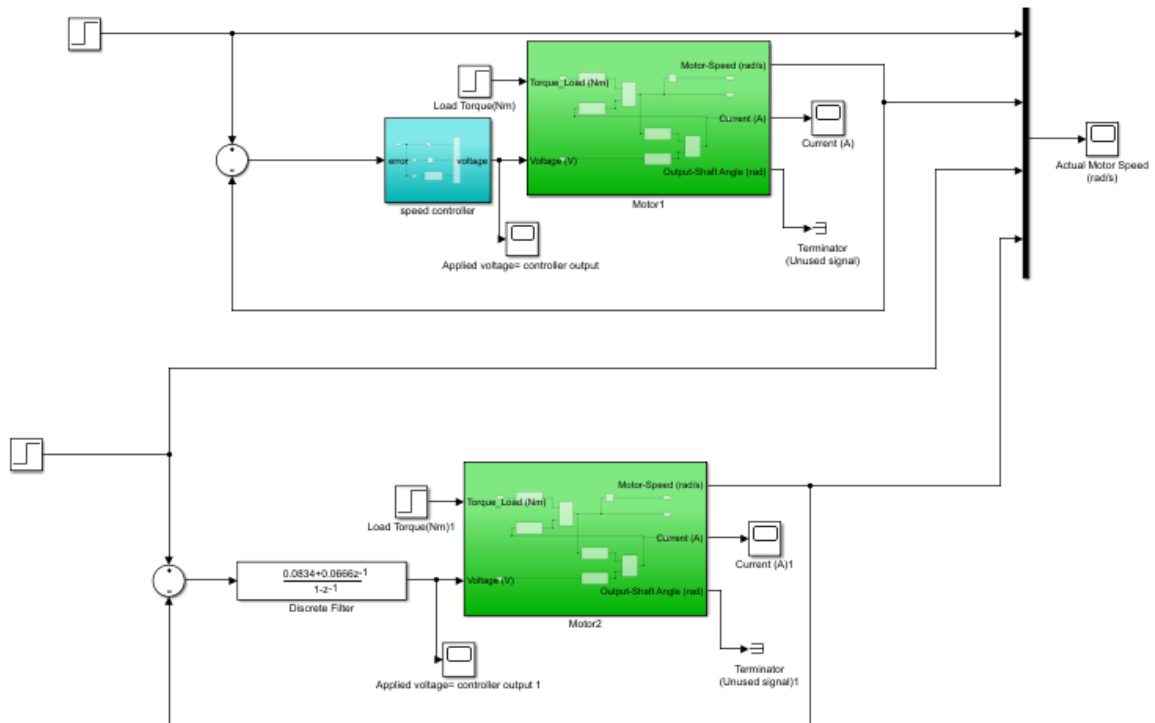 Motor-Speed (rad/s)
Torque_Load (Nm)
Load Torque(Nm)
Current (A)
Current (A)
Actual Motor Speed
(rad/s)
error
voltage
Voltage (V)
Output-Shaft Angle (rad)
speed controller
Motor1
Terminator
(Unused signal)
Applied voltage= controller output
Motor-Speed (rad/s)
Torque_Load (Nm)
Load Torque(Nm)1
Current (A)
Current (A)1
0.0834+0.0666z-1
1-z-1
Discrete Filter
Voltage (V)
Output-Shaft Angle (rad)
Motor2
Terminator
(Unused signal)1
Applied voltage= controller output 1